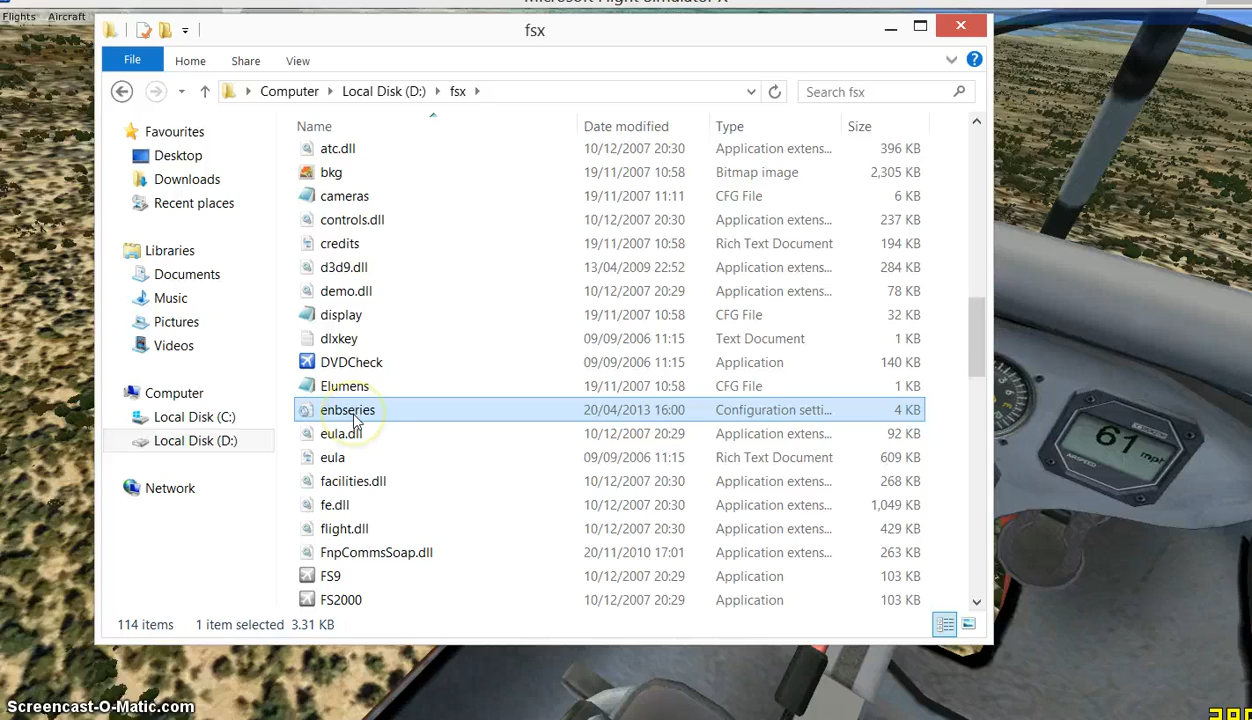 Microsoft Flight Simulator X
Flights Aircraft
fsx
File Home Share View
Computer Local Disk (D:) fsx
Search fsx
Name Date modified Type Size
Favourites
Desktop
Downloads
Recent places
Libraries
Documents
Music
Pictures
Videos
Computer
Local Disk (C:)
Local Disk (D:)
Network
atc.dll 10/12/2007 20:30 Application extens... 396 KB
bkg 19/11/2007 10:58 Bitmap image 2,305 KB
cameras 19/11/2007 11:11 CFG File 6 KB
controls.dll 10/12/2007 20:30 Application extens... 237 KB
credits 19/11/2007 10:58 Rich Text Document 194 KB
d3d9.dll 13/04/2009 22:52 Application extens... 284 KB
demo.dll 10/12/2007 20:29 Application extens... 78 KB
display 19/11/2007 10:58 CFG File 32 KB
dlxkey 09/09/2006 11:15 Text Document 1 KB
DVDCheck 09/09/2006 11:15 Application 140 KB
Elumens 19/11/2007 10:58 CFG File 1 KB
enbseries 20/04/2013 16:00 Configuration setti... 4 KB
eula.dll 10/12/2007 20:29 Application extens... 92 KB
eula 09/09/2006 11:15 Rich Text Document 609 KB
facilities.dll 10/12/2007 20:30 Application extens... 268 KB
fe.dll 10/12/2007 20:30 Application extens... 1,049 KB
flight.dll 10/12/2007 20:30 Application extens... 429 KB
FnpCommsSoap.dll 20/11/2010 17:01 Application extens... 263 KB
FS9 10/12/2007 20:29 Application 103 KB
FS2000 10/12/2007 20:29 Application 103 KB
114 items 1 item selected 3.31 KB
61 mph
AIRSPEED
Screencast-O-Matic.com